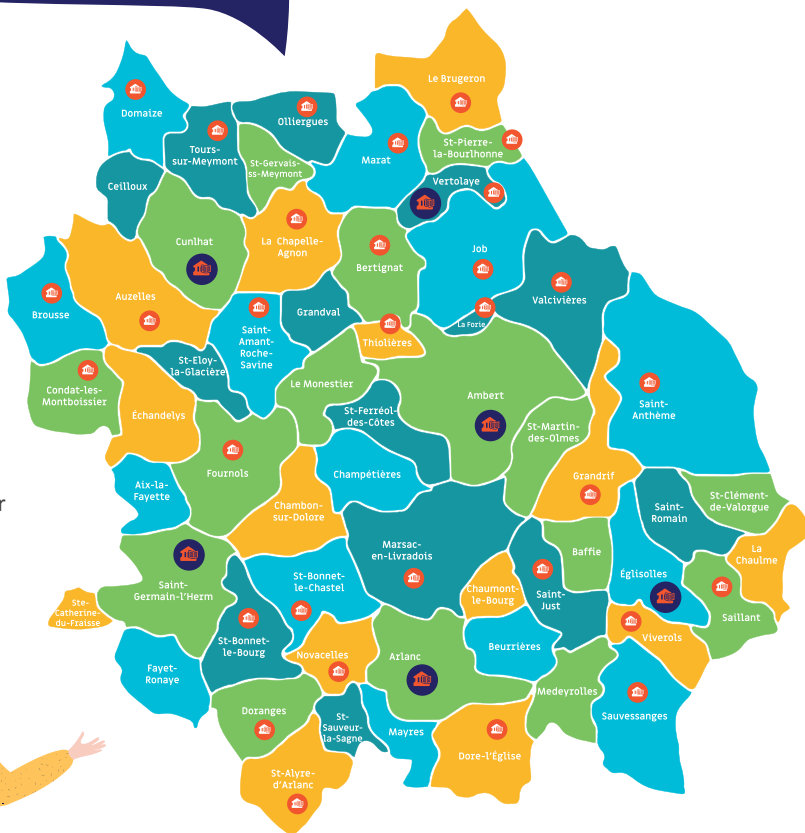 Le Brugeron
Domaize
Olliergues
Tours-
sur-Meymont
St-Gervais-
ss-Meymont
Marat
St-Pierre-
la-Bourlhonne
Ceilloux
Vertolaye
Cunlhat
La Chapelle-
Agnon
Bertignat
Job
Valcivières
Auzelles
Brousse
Grandval
Saint-
Amant-
Roche-
Savine
La Forie
Thiolières
St-Eloy-
la-Glacière
Condat-les-
Montboissier
Le Monestier
Échandelys
Ambert
St-Ferréol-
des-Côtes
Saint-
Anthème
St-Martin-
des-Olmes
Fournols
Champétières
Grandrif
Aix-la-
Fayette
r
Chambon-
sur-Dolore
Saint-
Romain
St-Clément-
de-Valorgue
Marsac-
en-Livradois
Baffie
La
Chaulme
Saint-
Germain-l'Herm
St-Bonnet-
le-Chastel
Chaumont-
le-Bourg
Saint-
Just
Églisolles
Ste-
Catherine-
du-Fraisse
Saillant
St-Bonnet-
le-Bourg
Viverols
Novacelles
Arlanc
Beurrières
Fayet-
Ronaye
Medeyrolles
Doranges
Sauvessanges
St-
Sauveur-
la-Sagne
Mayres
Dore-l'Église
St-Alyre-
d'Arlanc
.